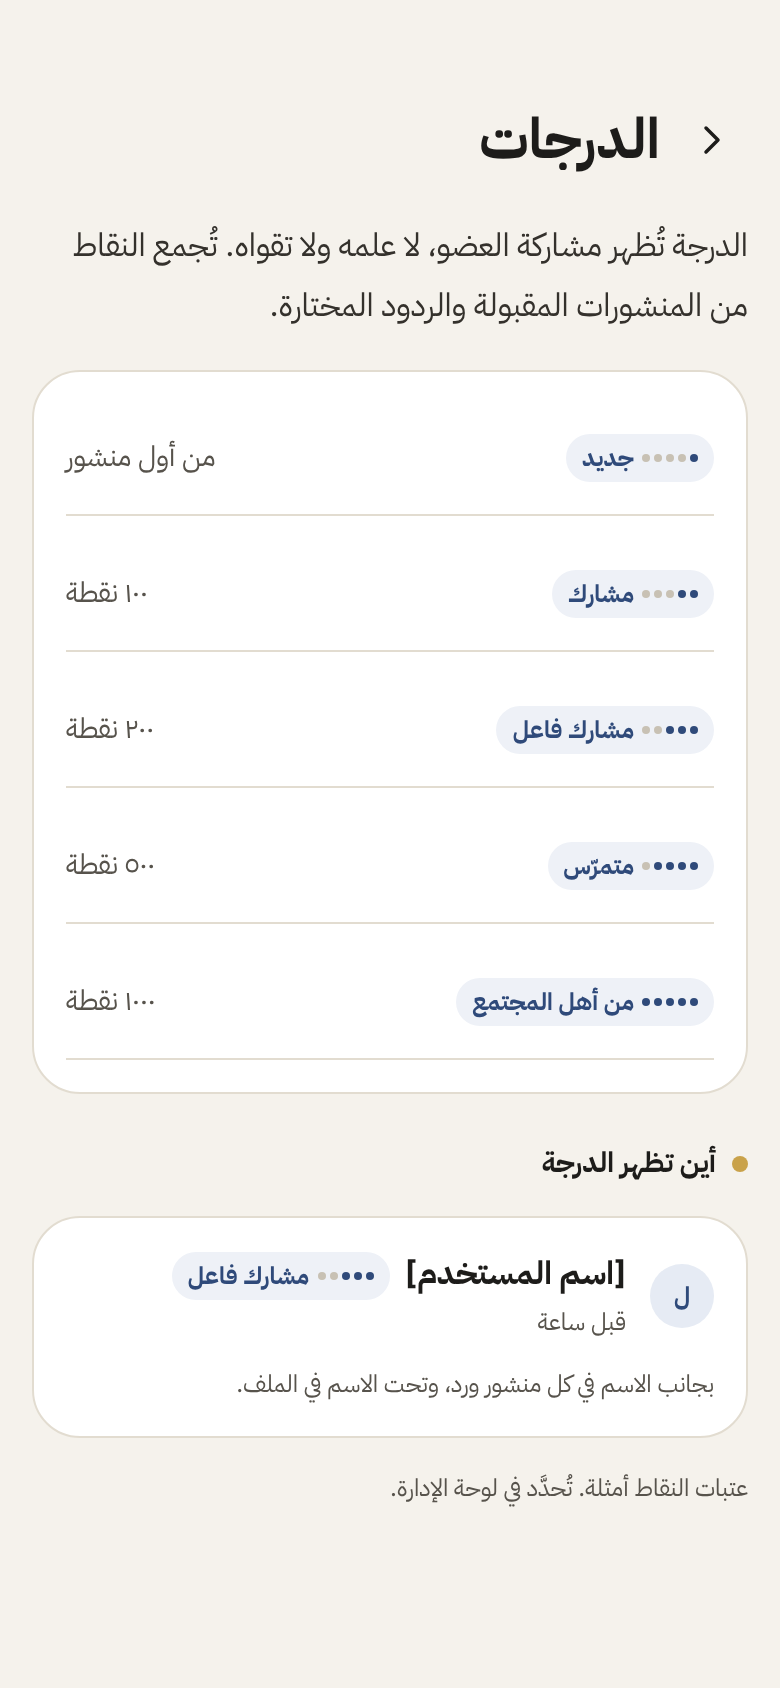 الدرجات
الدرجة تُظهر مشاركة العضو، لا علمه ولا تقواه. تُجمع النقاط
من المنشورات المقبولة والردود المختارة.
جديد من أول منشور
مشارك ١٠٠ نقطة
مشارك فاعل ٢٠٠ نقطة
متمرّس ٥٠٠ نقطة
من أهل المجتمع ١٠٠٠ نقطة
أين تظهر الدرجة
ل [اسم المستخدم] مشارك فاعل
قبل ساعة
بجانب الاسم في كل منشور ورد، وتحت الاسم في الملف.
عتبات النقاط أمثلة. تُحدَّد في لوحة الإدارة.